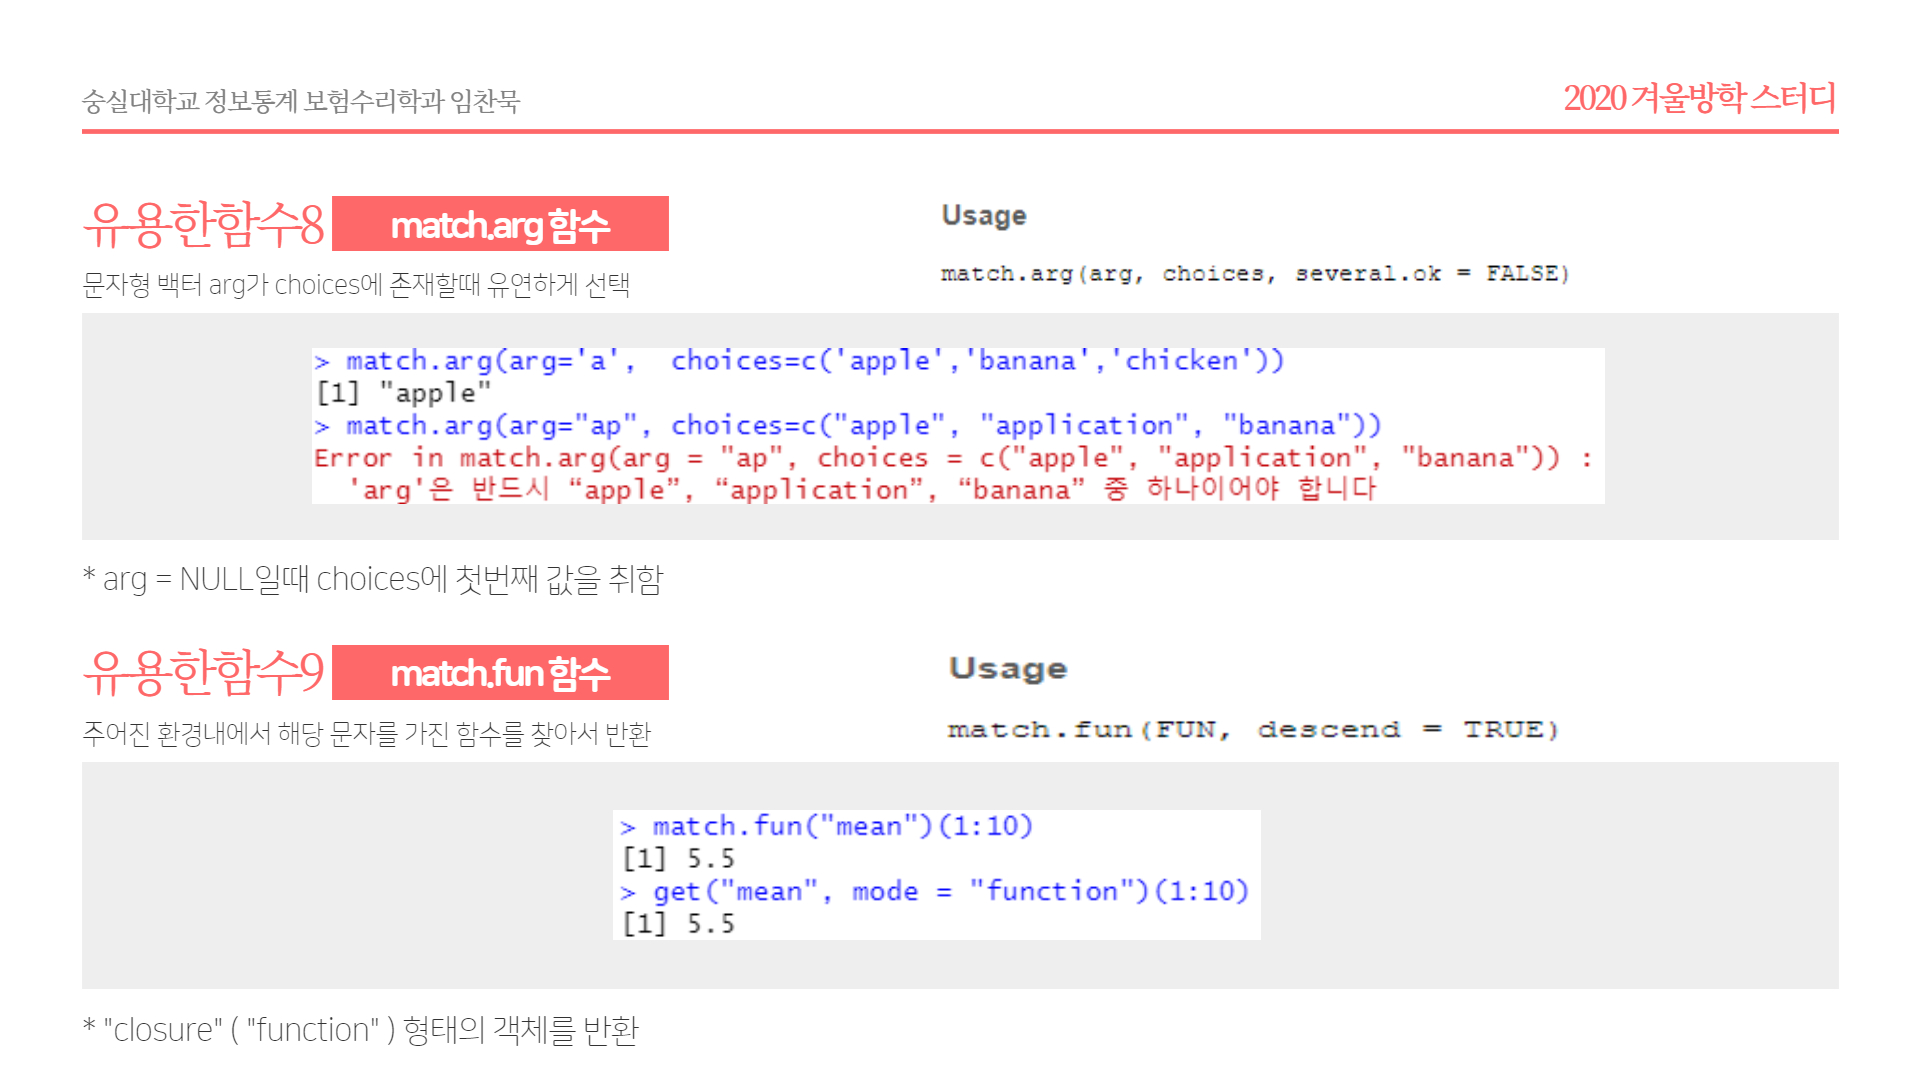 숭실대학교 정보통계 보험수리학과 임찬묵
2020 겨울방학 스터디
유용한함수8 match.arg 함수
문자형 백터 arg가 choices에 존재할때 유연하게 선택
Usage
match.arg(arg, choices, several.ok = FALSE)
> match.arg(arg='a',  choices=c('apple','banana','chicken'))
[1] "apple"
> match.arg(arg="ap", choices=c("apple", "application", "banana"))
Error in match.arg(arg = "ap", choices = c("apple", "application", "banana")) :
  'arg'은 반드시 “apple”, “application”, “banana” 중 하나이어야 합니다
* arg = NULL일때 choices에 첫번째 값을 취함
유용한함수9 match.fun 함수
주어진 환경내에서 해당 문자를 가진 함수를 찾아서 반환
Usage
match.fun(FUN, descend = TRUE)
> match.fun("mean")(1:10)
[1] 5.5
> get("mean", mode = "function")(1:10)
[1] 5.5
* "closure" ( "function" ) 형태의 객체를 반환